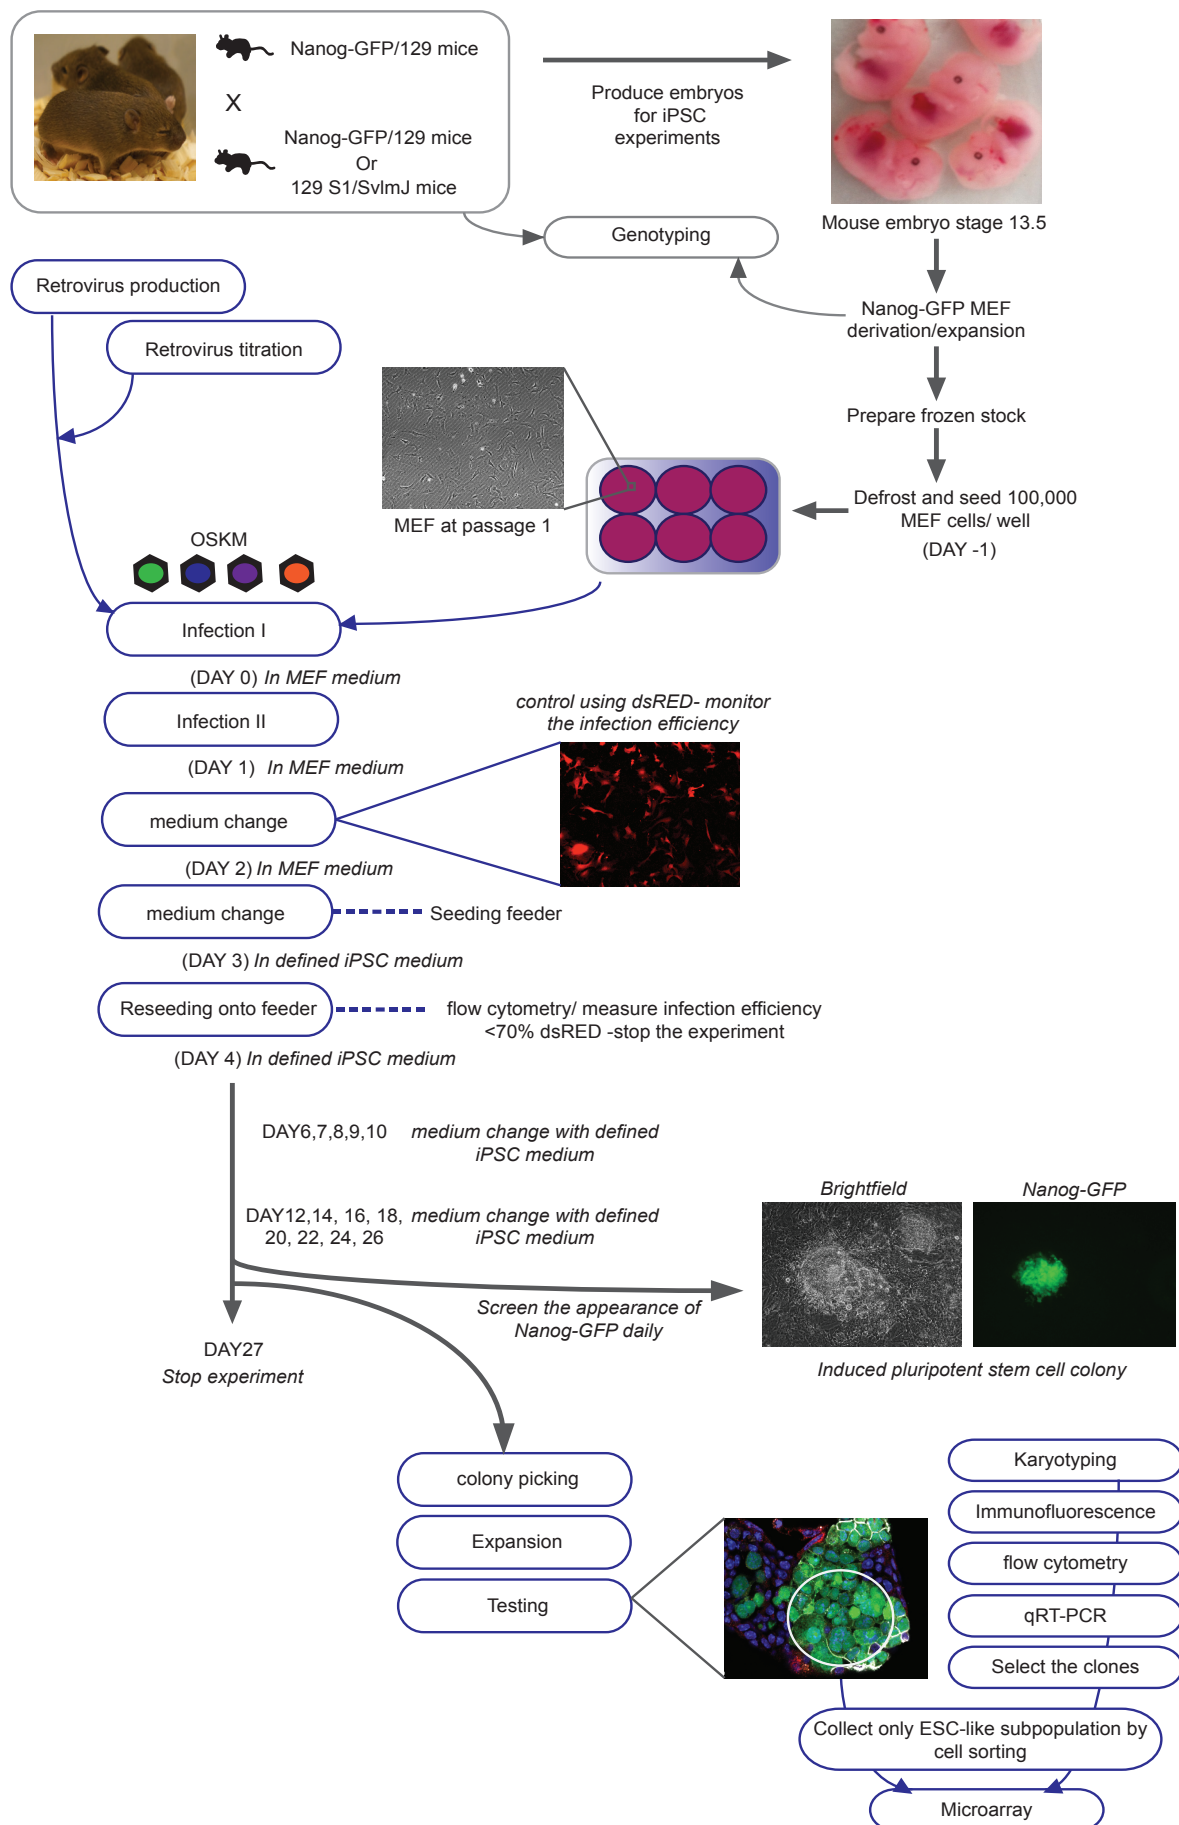 Nanog-GFP/129 mice
X
Nanog-GFP/129 mice
Or
129 S1/SvImJ mice
Produce embryos
for iPSC
experiments
Mouse embryo stage 13.5
Genotyping
Nanog-GFP MEF
derivation/expansion
Retrovirus production
Retrovirus titration
Prepare frozen stock
Defrost and seed 100,000
MEF cells/ well
(DAY -1)
MEF at passage 1
OSKM
Infection I
(DAY 0) In MEF medium
Infection II
(DAY 1) In MEF medium
control using dsRED- monitor
the infection efficiency
medium change
(DAY 2) In MEF medium
medium change
Seeding feeder
(DAY 3) In defined iPSC medium
Reseeding onto feeder
flow cytometry/ measure infection efficiency
<70% dsRED -stop the experiment
(DAY 4) In defined iPSC medium
DAY6,7,8,9,10 medium change with defined
iPSC medium
DAY12,14, 16, 18, medium change with defined
20, 22, 24, 26 iPSC medium
Brightfield
Nanog-GFP
Screen the appearance of
Nanog-GFP daily
Induced pluripotent stem cell colony
DAY27
Stop experiment
colony picking
Expansion
Testing
Karyotyping
Immunofluorescence
flow cytometry
qRT-PCR
Select the clones
Collect only ESC-like subpopulation by
cell sorting
Microarray